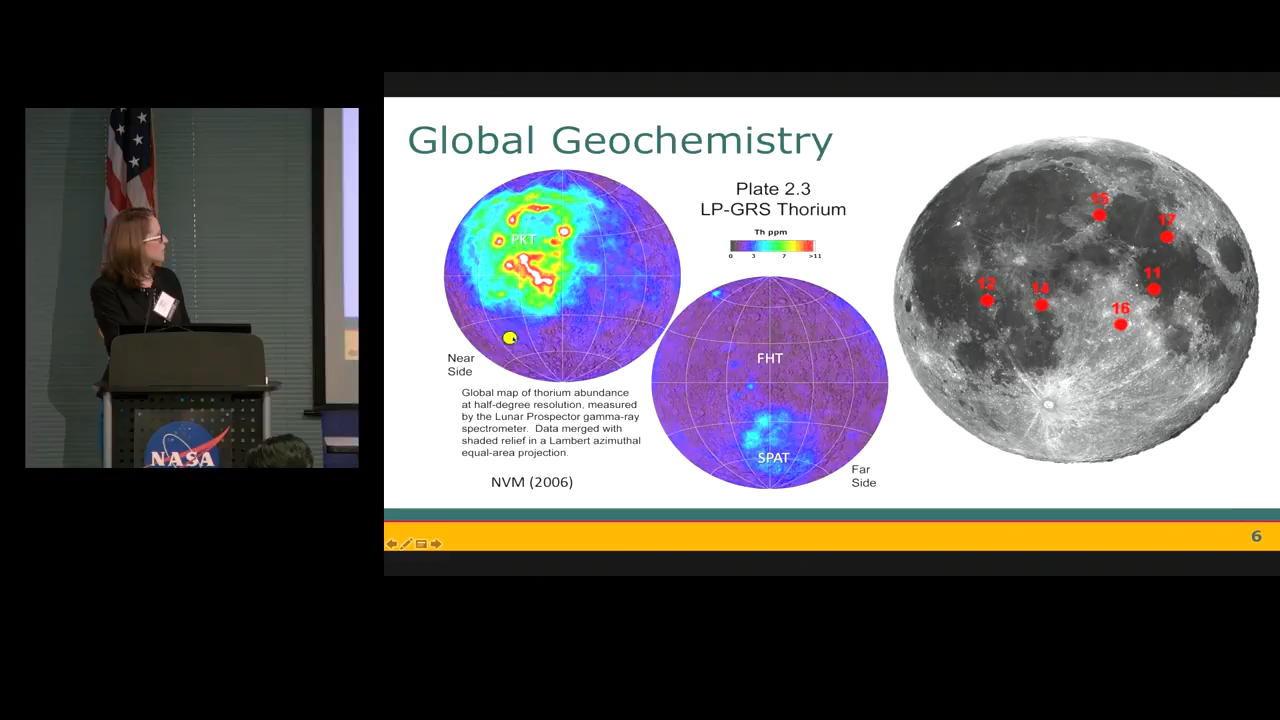 Global Geochemistry
Plate 2.3
LP-GRS Thorium
Th ppm
0 3 7 >11
PKT
Near
Side
Global map of thorium abundance
at half-degree resolution, measured
by the Lunar Prospector gamma-ray
spectrometer. Data merged with
shaded relief in a Lambert azimuthal
equal-area projection.
NVM (2006)
FHT
SPAT
Far
Side
15
17
12
14
11
16
6
NASA